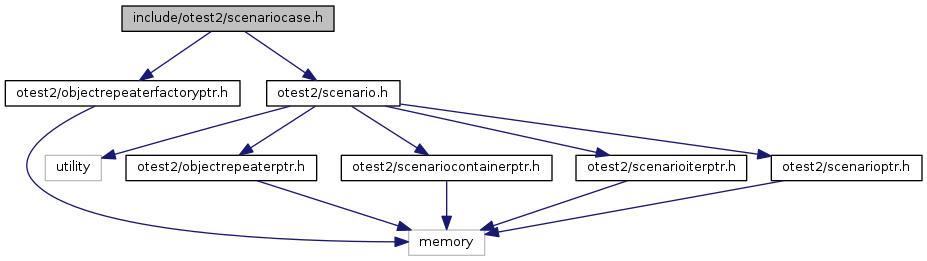 include/otest2/scenariocase.h
otest2/objectrepeaterfactoryptr.h
otest2/scenario.h
utility
otest2/objectrepeaterptr.h
otest2/scenariocontainerptr.h
otest2/scenarioiterptr.h
otest2/scenarioptr.h
memory